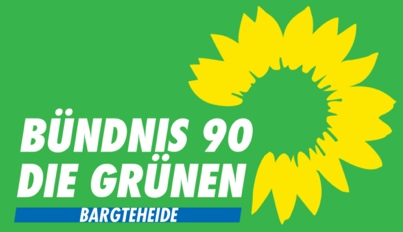 BÜNDNIS 90
DIE GRÜNEN
BARGTEHEIDE